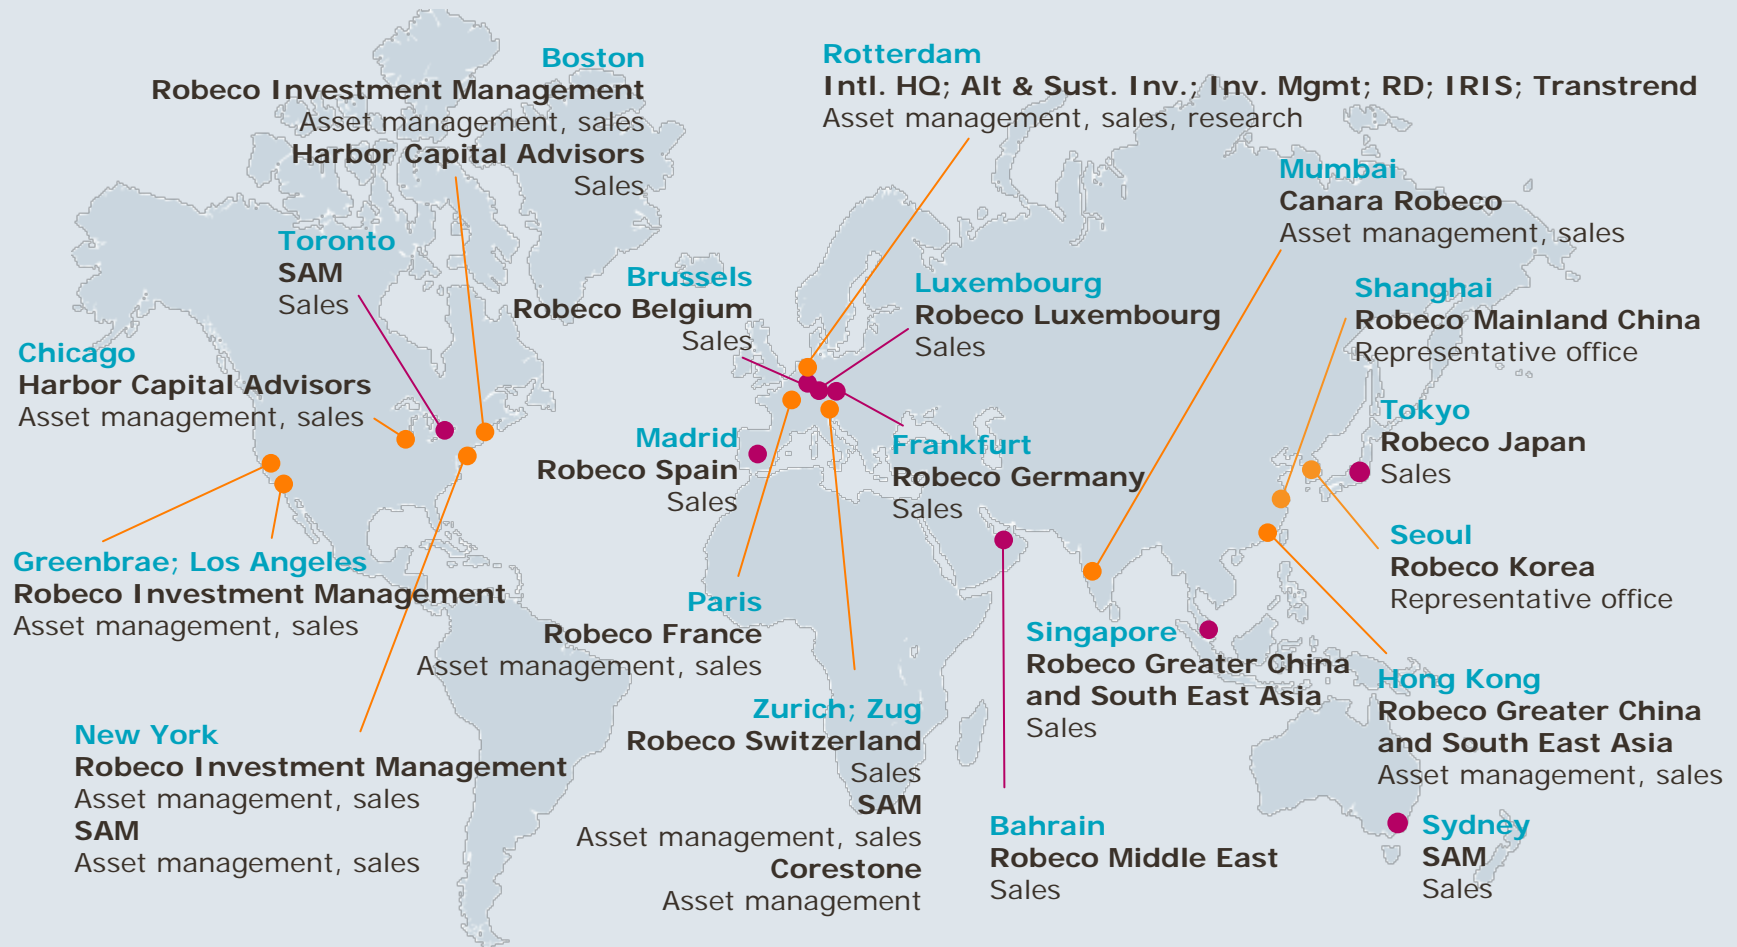 Boston
Robeco Investment Management
Asset management, sales
Harbor Capital Advisors
Sales
Rotterdam
Intl. HQ; Alt & Sust. Inv.; Inv. Mgmt; RD; IRIS; Transtrend
Asset management, sales, research
Mumbai
Canara Robeco
Asset management, sales
Toronto
SAM
Sales
Brussels
Robeco Belgium
Sales
Luxembourg
Robeco Luxembourg
Sales
Shanghai
Robeco Mainland China
Representative office
Chicago
Harbor Capital Advisors
Asset management, sales
Madrid
Robeco Spain
Sales
Frankfurt
Robeco Germany
Sales
Tokyo
Robeco Japan
Sales
Greenbrae; Los Angeles
Robeco Investment Management
Asset management, sales
Paris
Robeco France
Asset management, sales
Seoul
Robeco Korea
Representative office
Singapore
Robeco Greater China
and South East Asia
Sales
Hong Kong
Robeco Greater China
and South East Asia
Asset management, sales
New York
Robeco Investment Management
Asset management, sales
SAM
Asset management, sales
Zurich; Zug
Robeco Switzerland
Sales
SAM
Asset management, sales
Corestone
Asset management
Bahrain
Robeco Middle East
Sales
Sydney
SAM
Sales